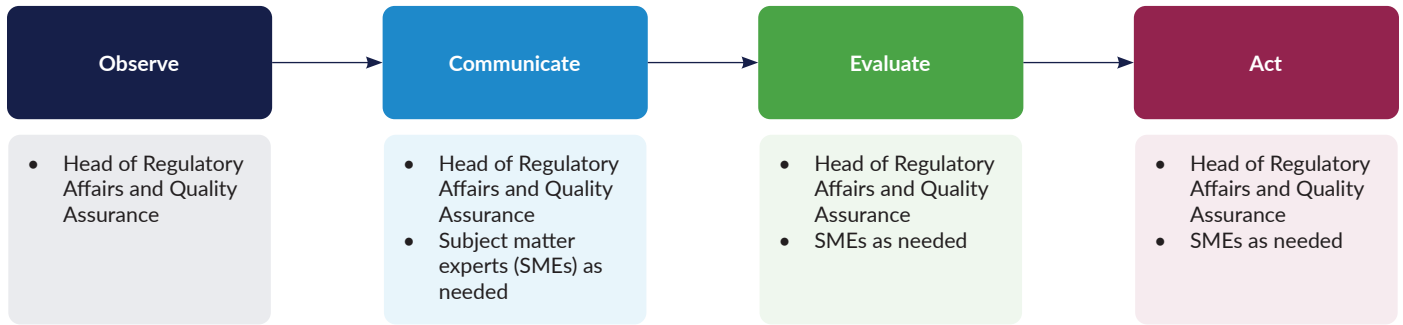 Observe
Communicate
Evaluate
Act
• Head of Regulatory
Affairs and Quality
Assurance
• Head of Regulatory
Affairs and Quality
Assurance
• Subject matter
experts (SMEs) as
needed
• Head of Regulatory
Affairs and Quality
Assurance
• SMEs as needed
• Head of Regulatory
Affairs and Quality
Assurance
• SMEs as needed